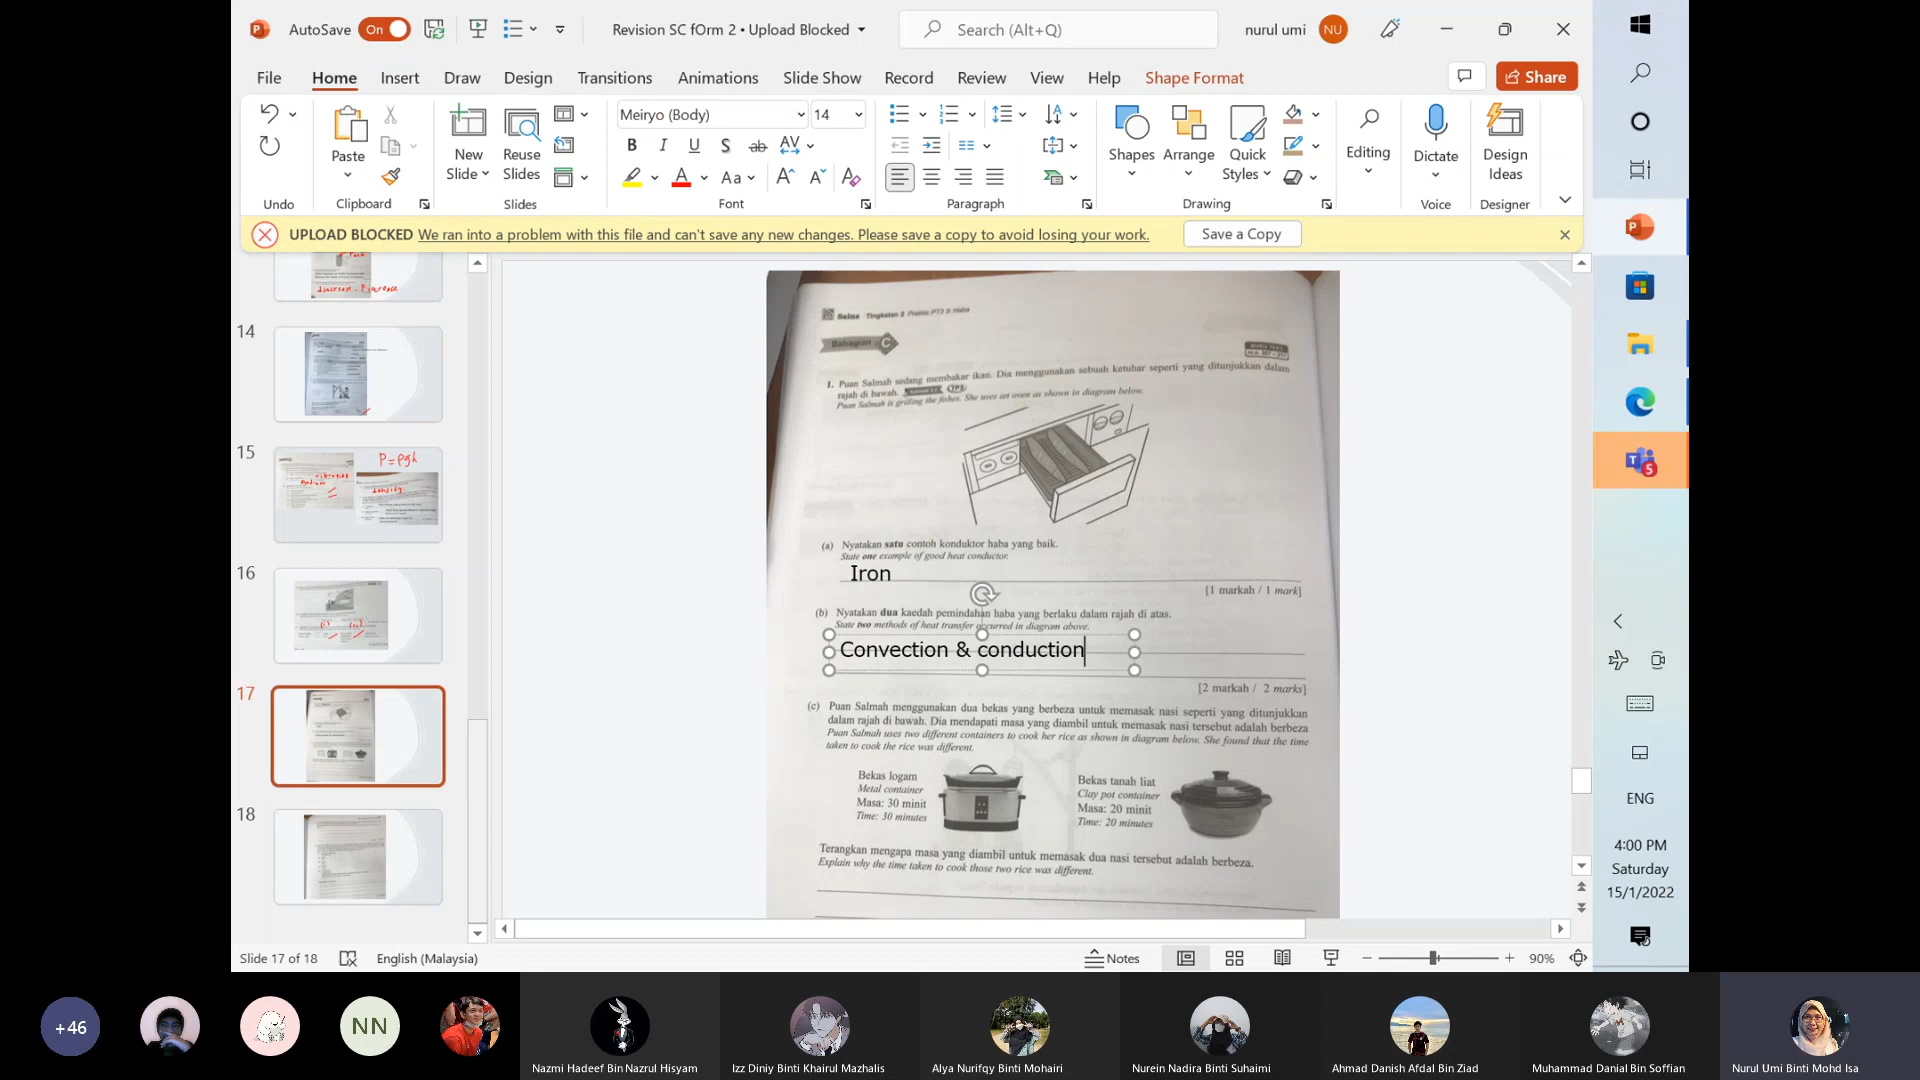 AutoSave On Revision SC fOrm 2 • Upload Blocked Search (Alt+Q) nurul umi NU
File Home Insert Draw Design Transitions Animations Slide Show Record Review View Help Shape Format Share
Meiryo (Body) 14
Paste New Slide Reuse Slides Shapes Arrange Quick Styles Editing Dictate Design Ideas
Undo Clipboard Slides Font Paragraph Drawing Voice Designer
UPLOAD BLOCKED We ran into a problem with this file and can't save any new changes. Please save a copy to avoid losing your work. Save a Copy
14
15
P=ρgh
16
17
18
Sains Tingkatan 2
Bahagian C
1. Puan Salmah sedang membakar ikan. Dia menggunakan sebuah ketuhar seperti yang ditunjukkan dalam
rajah di bawah.
Puan Salmah is grilling the fishes. She uses an oven as shown in diagram below.
(a) Nyatakan satu contoh konduktor haba yang baik.
State one example of good heat conductor.
Iron
[1 markah / 1 mark]
(b) Nyatakan dua kaedah pemindahan haba yang berlaku dalam rajah di atas.
State two methods of heat transfer occurred in diagram above.
Convection & conduction
[2 markah / 2 marks]
(c) Puan Salmah menggunakan dua bekas yang berbeza untuk memasak nasi seperti yang ditunjukkan
dalam rajah di bawah. Dia mendapati masa yang diambil untuk memasak nasi tersebut adalah berbeza
Puan Salmah uses two different containers to cook her rice as shown in diagram below. She found that the time
taken to cook the rice was different.
Bekas logam
Metal container
Masa: 30 minit
Time: 30 minutes
Bekas tanah liat
Clay pot container
Masa: 20 minit
Time: 20 minutes
Terangkan mengapa masa yang diambil untuk memasak dua nasi tersebut adalah berbeza.
Explain why the time taken to cook those two rice was different.
ENG
4:00 PM
Saturday
15/1/2022
Slide 17 of 18 English (Malaysia) Notes 90%
+46
NN
Nazmi Hadeef Bin Nazrul Hisyam
Izz Diniy Binti Khairul Mazhalis
Alya Nurifqy Binti Mohairi
Nurein Nadira Binti Suhaimi
Ahmad Danish Afdal Bin Ziad
Muhammad Danial Bin Soffian
Nurul Umi Binti Mohd Isa